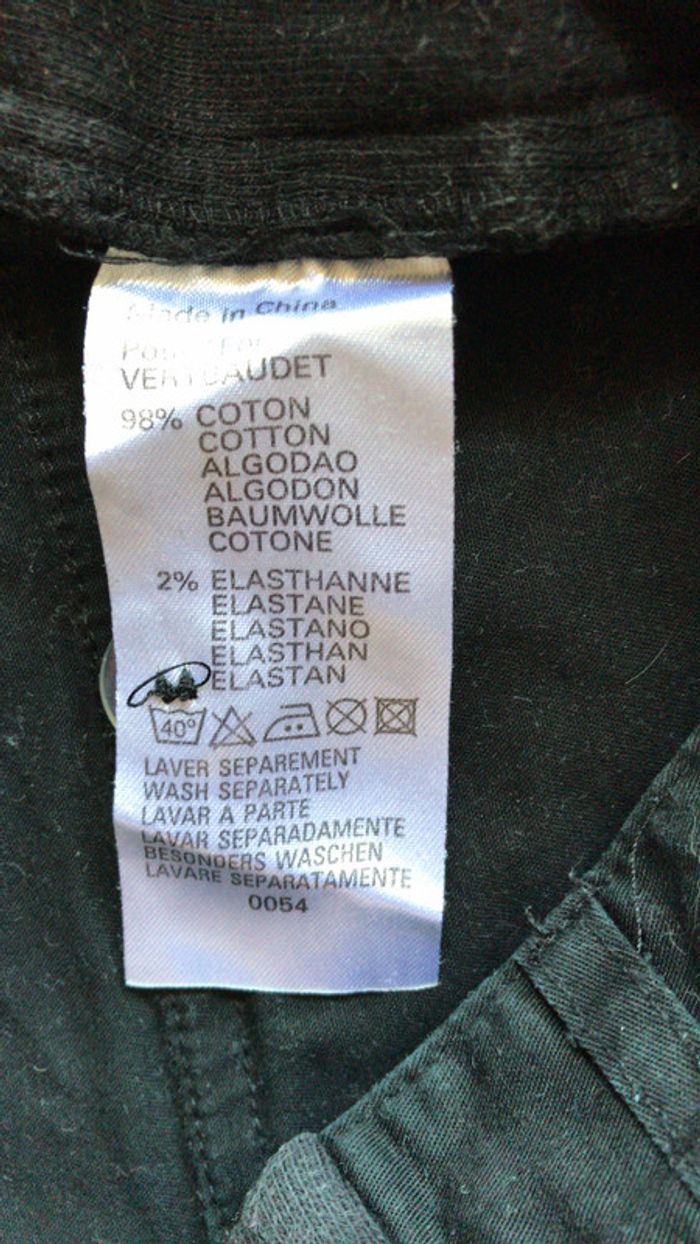 Made in China
VERTBAUDET
98% COTON
COTTON
ALGODAO
ALGODON
BAUMWOLLE
COTONE
2% ELASTHANNE
ELASTANE
ELASTANO
ELASTHAN
ELASTAN
40°
LAVER SEPAREMENT
WASH SEPARATELY
LAVAR A PARTE
LAVAR SEPARADAMENTE
BESONDERS WASCHEN
LAVARE SEPARATAMENTE
0054